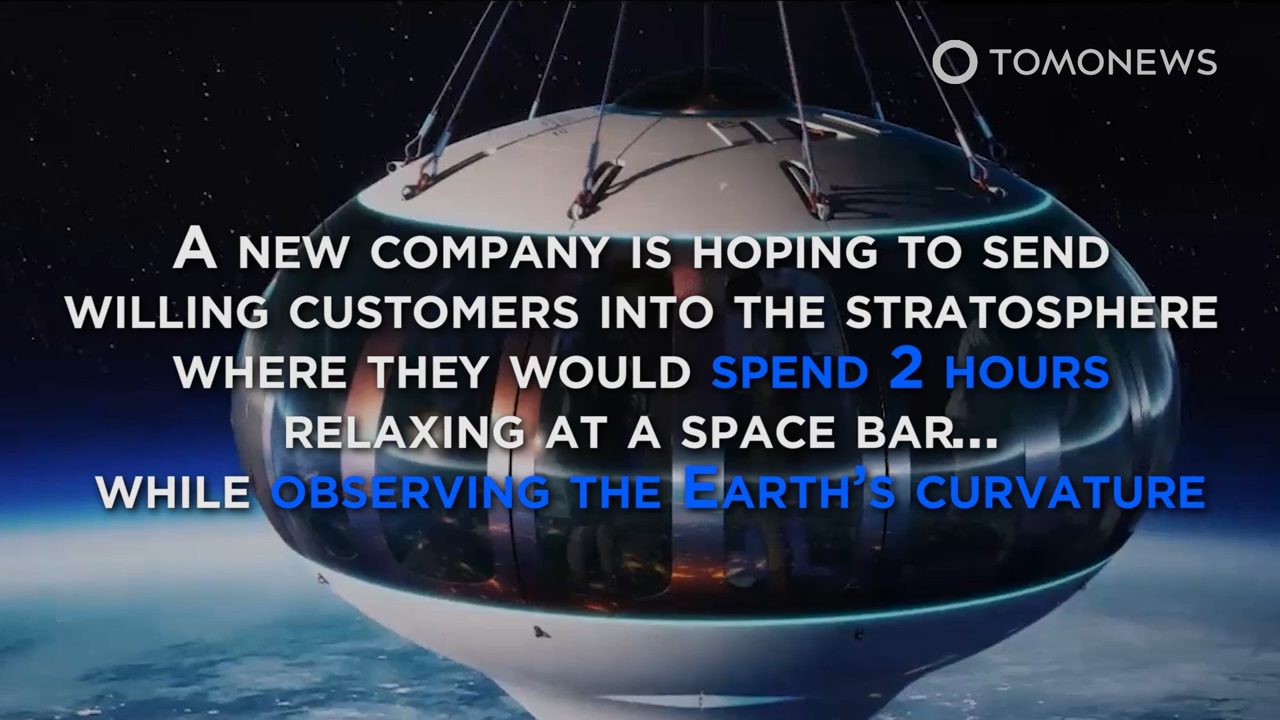 TOMONEWS
A NEW COMPANY IS HOPING TO SEND
WILLING CUSTOMERS INTO THE STRATOSPHERE
WHERE THEY WOULD SPEND 2 HOURS
RELAXING AT A SPACE BAR...
WHILE OBSERVING THE EARTH'S CURVATURE